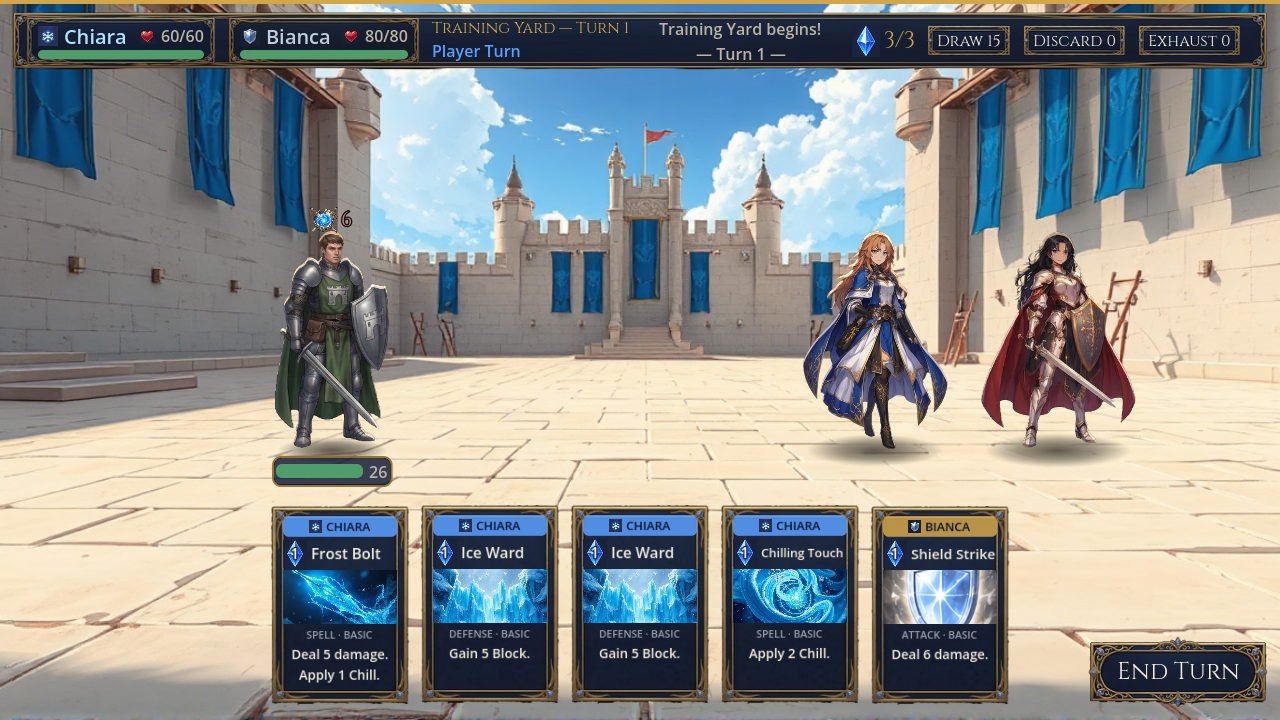 Chiara 60/60
Bianca 80/80
Training Yard — Turn 1
Player Turn
Training Yard begins!
— Turn 1 —
3/3
Draw 15
Discard 0
Exhaust 0
6
26
CHIARA
1 Frost Bolt
SPELL · BASIC
Deal 5 damage.
Apply 1 Chill.
CHIARA
1 Ice Ward
DEFENSE · BASIC
Gain 5 Block.
CHIARA
1 Ice Ward
DEFENSE · BASIC
Gain 5 Block.
CHIARA
1 Chilling Touch
SPELL · BASIC
Apply 2 Chill.
BIANCA
1 Shield Strike
ATTACK · BASIC
Deal 6 damage.
End Turn